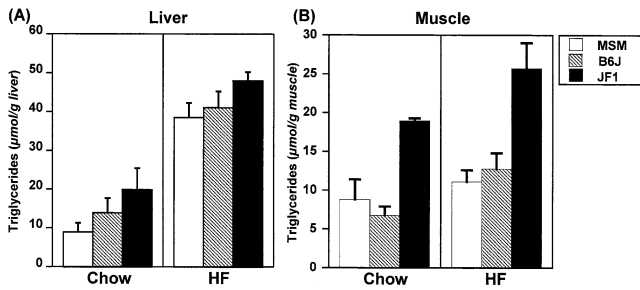 (A) Liver
Triglycerides (μmol/g liver)
60
50
40
30
20
10
0
Chow HF
(B) Muscle
Triglycerides (μmol/g muscle)
30
25
20
15
10
5
0
Chow HF
MSM
B6J
JF1